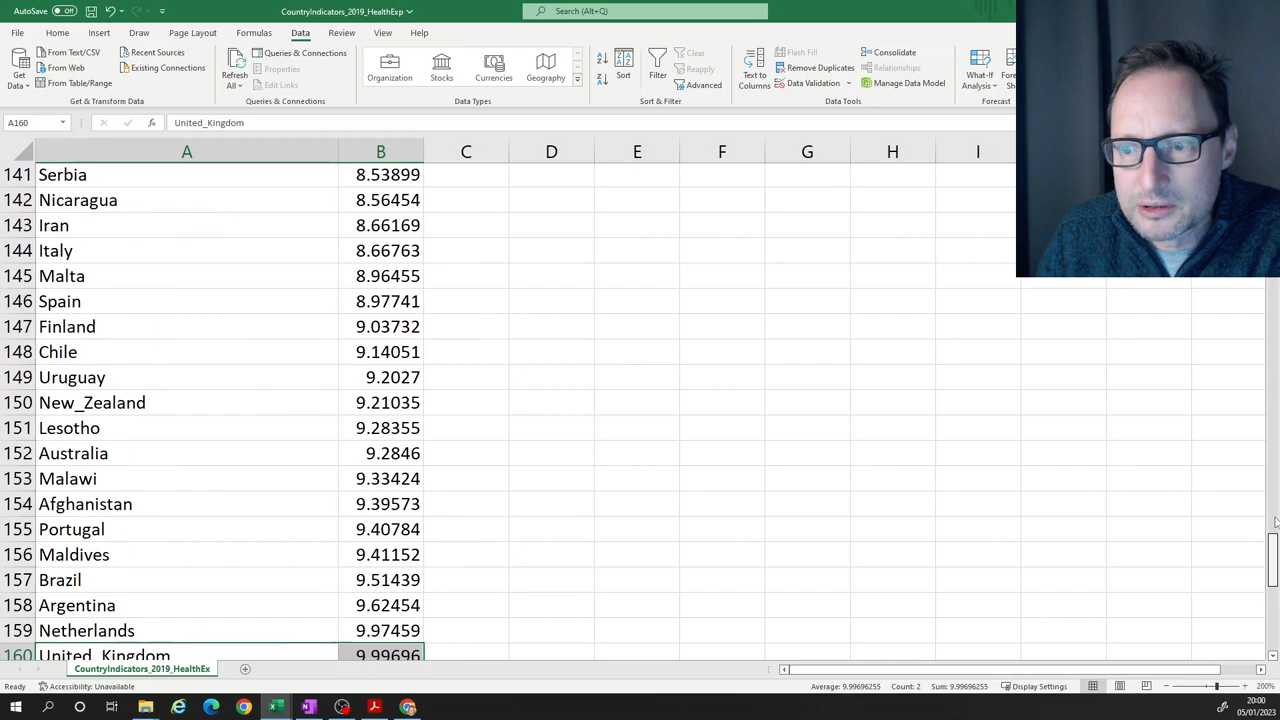 AutoSave Off CountryIndicators_2019_HealthExp Search (Alt+Q)
File Home Insert Draw Page Layout Formulas Data Review View Help
From Text/CSV Recent Sources
From Web Existing Connections
From Table/Range
Get Data
Get & Transform Data
Refresh All
Queries & Connections
Properties
Edit Links
Queries & Connections
Organization Stocks Currencies Geography
Data Types
Sort Filter
Clear
Reapply
Advanced
Sort & Filter
Text to Columns
Flash Fill
Remove Duplicates
Data Validation
Consolidate
Relationships
Manage Data Model
Data Tools
What-If Analysis
Forecast
A160 United_Kingdom
A B C D E F G H I
141 Serbia 8.53899
142 Nicaragua 8.56454
143 Iran 8.66169
144 Italy 8.66763
145 Malta 8.96455
146 Spain 8.97741
147 Finland 9.03732
148 Chile 9.14051
149 Uruguay 9.2027
150 New_Zealand 9.21035
151 Lesotho 9.28355
152 Australia 9.2846
153 Malawi 9.33424
154 Afghanistan 9.39573
155 Portugal 9.40784
156 Maldives 9.41152
157 Brazil 9.51439
158 Argentina 9.62454
159 Netherlands 9.97459
160 United_Kingdom 9.99696
CountryIndicators_2019_HealthEx
Ready Accessibility: Unavailable Average: 9.99696255 Count: 2 Sum: 9.99696255 Display Settings 200%
20:00
05/01/2023